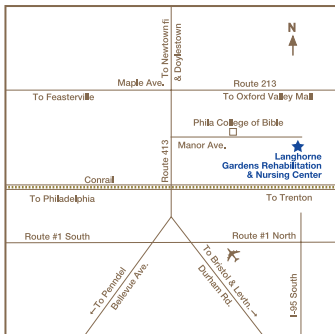 To Newtown
& Doylestown
N
Maple Ave.
Route 213
To Feasterville
To Oxford Valley Mall
Phila College of Bible
Route 413
Manor Ave.
Langhorne
Gardens Rehabilitation
& Nursing Center
Conrail
To Philadelphia
To Trenton
Route #1 South
Route #1 North
←To Penndel
Bellevue Ave.
To Bristol & Levtn.→
Durham Rd.
I-95 South